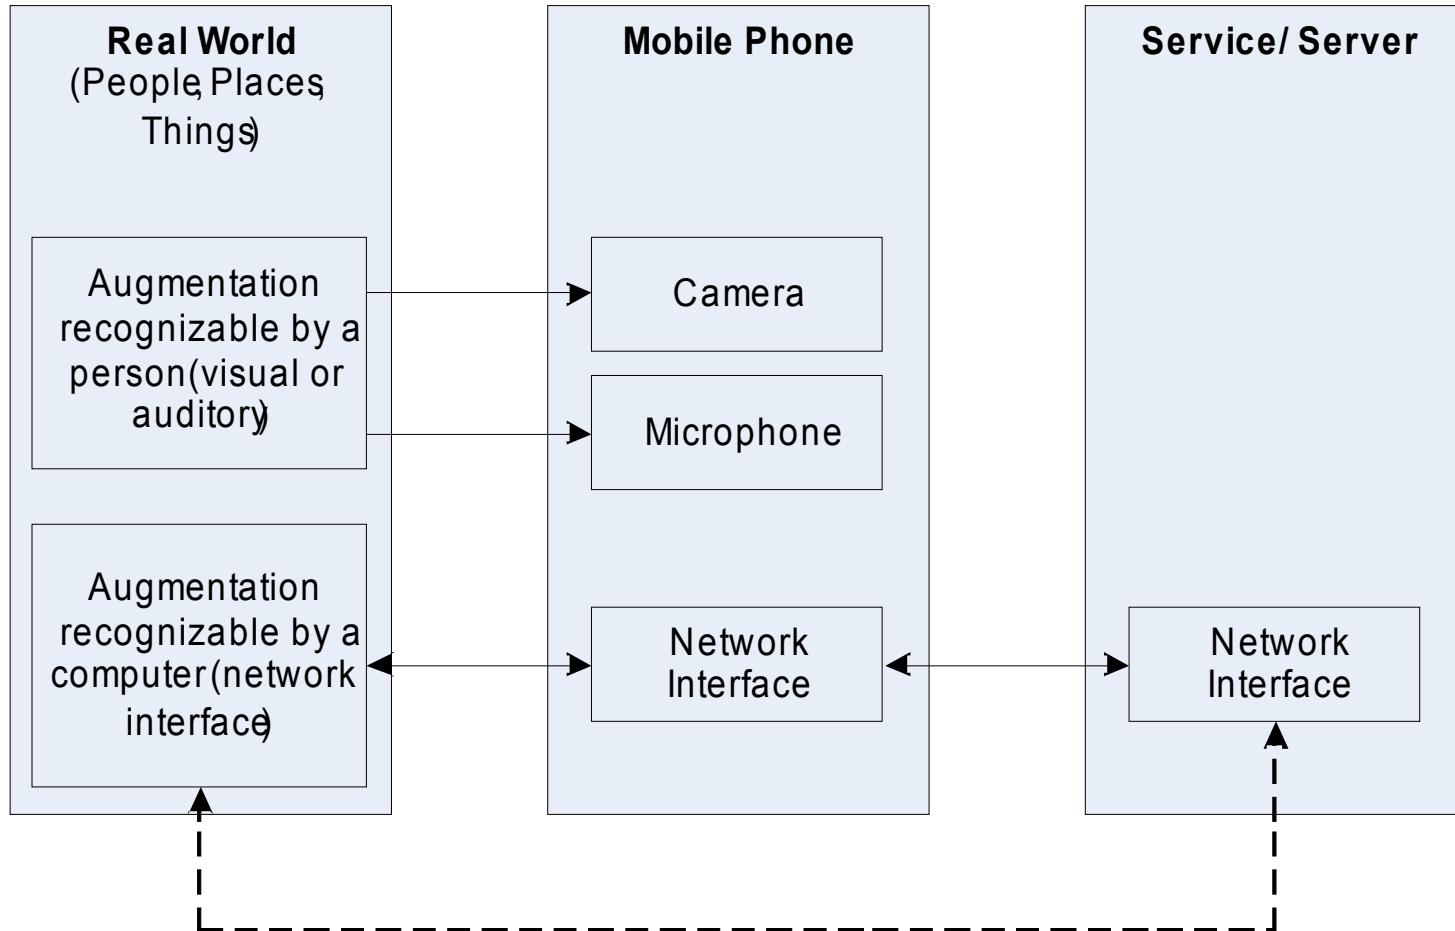 Real World
(People, Places,
Things)
Augmentation
recognizable by a
person(visual or
auditory)
Augmentation
recognizable by a
computer(network
interface)
Mobile Phone
Camera
Microphone
Network
Interface
Service/ Server
Network
Interface